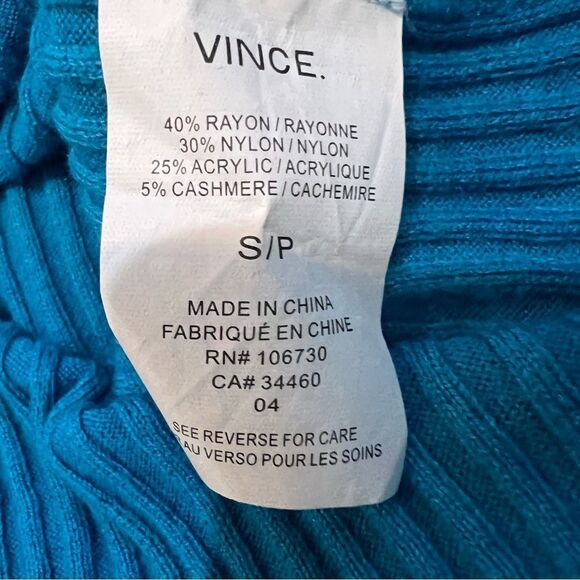 VINCE.
40% RAYON / RAYONNE
30% NYLON / NYLON
25% ACRYLIC / ACRYLIQUE
5% CASHMERE / CACHEMIRE
S/P
MADE IN CHINA
FABRIQUÉ EN CHINE
RN# 106730
CA# 34460
04
SEE REVERSE FOR CARE
AU VERSO POUR LES SOINS